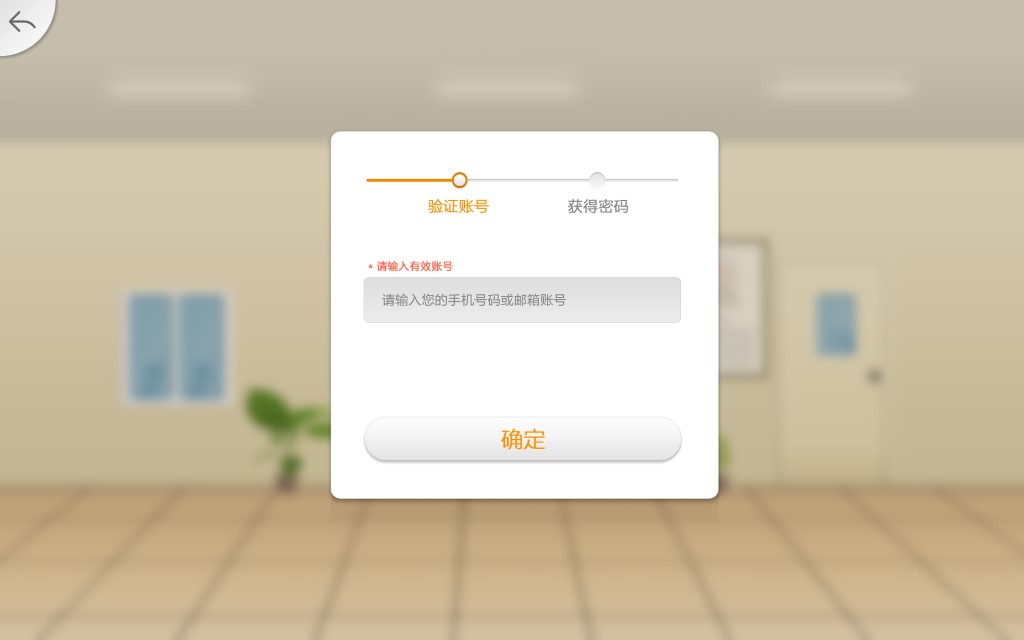 验证账号
获得密码
* 请输入有效账号
请输入您的手机号码或邮箱账号
确定